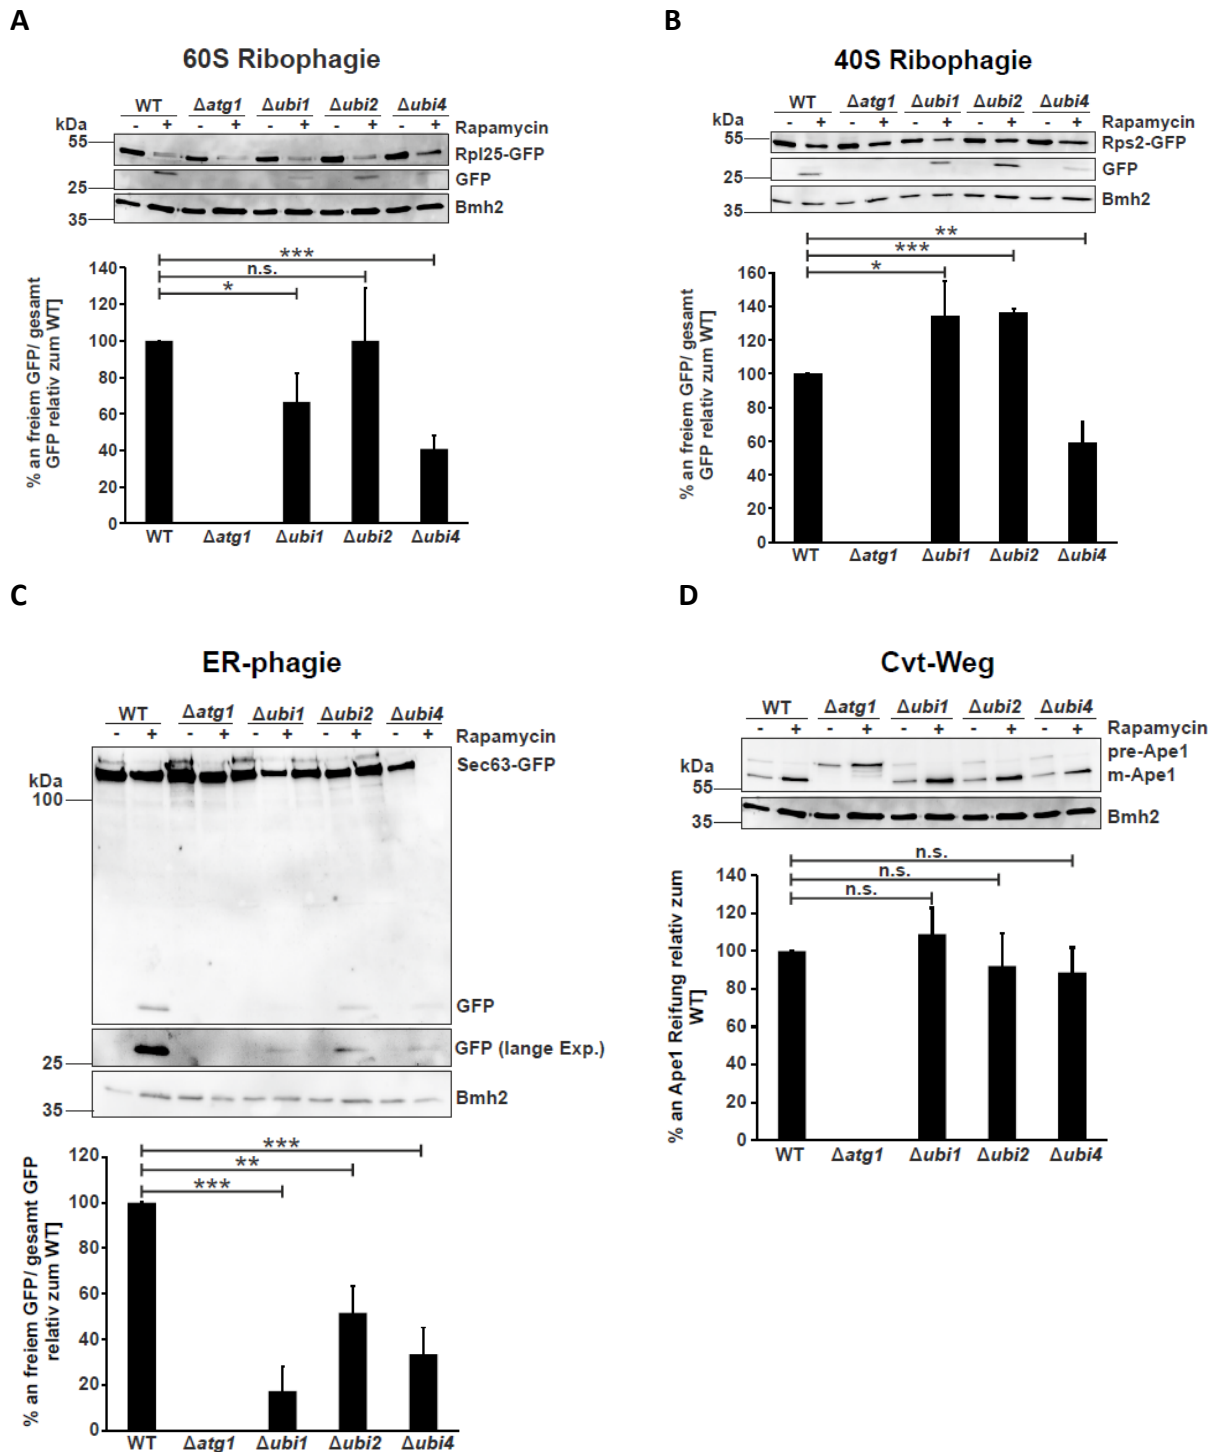 A
60S Ribophagie
WT Δatg1 Δubi1 Δubi2 Δubi4
kDa - + - + - + - + - + Rapamycin
55 Rpl25-GFP
GFP
25
Bmh2
35
*** 
n.s.
*
% an freiem GFP/ gesamt
GFP relativ zum WT]
140
120
100
80
60
40
20
0
WT Δatg1 Δubi1 Δubi2 Δubi4
B
40S Ribophagie
WT Δatg1 Δubi1 Δubi2 Δubi4
kDa - + - + - + - + - + Rapamycin
55 Rps2-GFP
GFP
25
Bmh2
35
**
***
*
% an freiem GFP/ gesamt
GFP relativ zum WT]
160
140
120
100
80
60
40
20
0
WT Δatg1 Δubi1 Δubi2 Δubi4
C
ER-phagie
WT Δatg1 Δubi1 Δubi2 Δubi4
- + - + - + - + - + Rapamycin
Sec63-GFP
kDa
100
GFP
GFP (lange Exp.)
25
Bmh2
35
***
**
***
% an freiem GFP/ gesamt GFP
relativ zum WT]
120
100
80
60
40
20
0
WT Δatg1 Δubi1 Δubi2 Δubi4
D
Cvt-Weg
WT Δatg1 Δubi1 Δubi2 Δubi4
- + - + - + - + - + Rapamycin
pre-Ape1
kDa m-Ape1
55
Bmh2
35
n.s.
n.s.
n.s.
% an Ape1 Reifung relativ zum
WT]
140
120
100
80
60
40
20
0
WT Δatg1 Δubi1 Δubi2 Δubi4